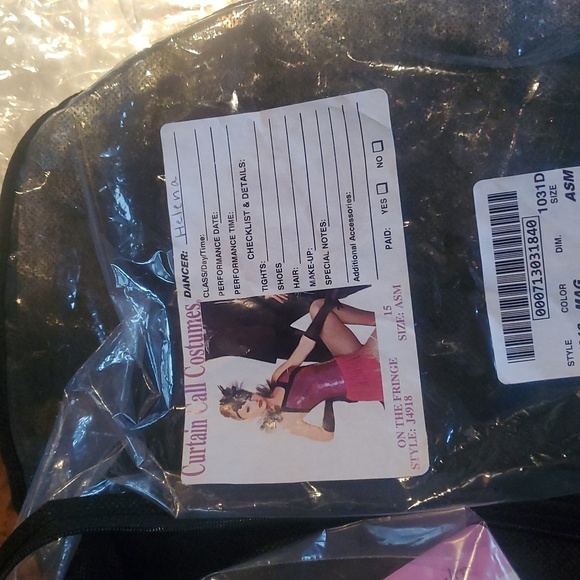 Curtain Call Costumes
DANCER: Helena
CLASS/Day/Time:
PERFORMANCE DATE:
PERFORMANCE TIME:
CHECKLIST & DETAILS:
TIGHTS:
SHOES
HAIR:
MAKE-UP:
SPECIAL NOTES:
Additional Accessories:
PAID: YES NO
15
ON THE FRINGE SIZE: ASM
STYLE: J4918
000713031840
1031D
STYLE COLOR DIM. SIZE
MG ASM